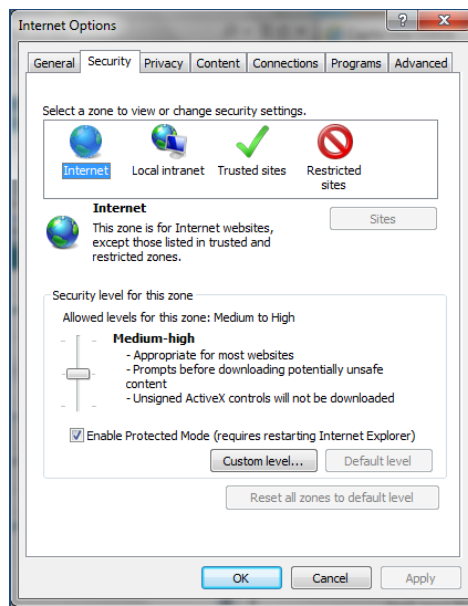 Internet Options
?
X
General Security Privacy Content Connections Programs Advanced
Select a zone to view or change security settings.
Internet Local intranet Trusted sites Restricted
sites
Internet
Sites
This zone is for Internet websites,
except those listed in trusted and
restricted zones.
Security level for this zone
Allowed levels for this zone: Medium to High
Medium-high
- Appropriate for most websites
- Prompts before downloading potentially unsafe
content
- Unsigned ActiveX controls will not be downloaded
Enable Protected Mode (requires restarting Internet Explorer)
Custom level... Default level
Reset all zones to default level
OK Cancel Apply